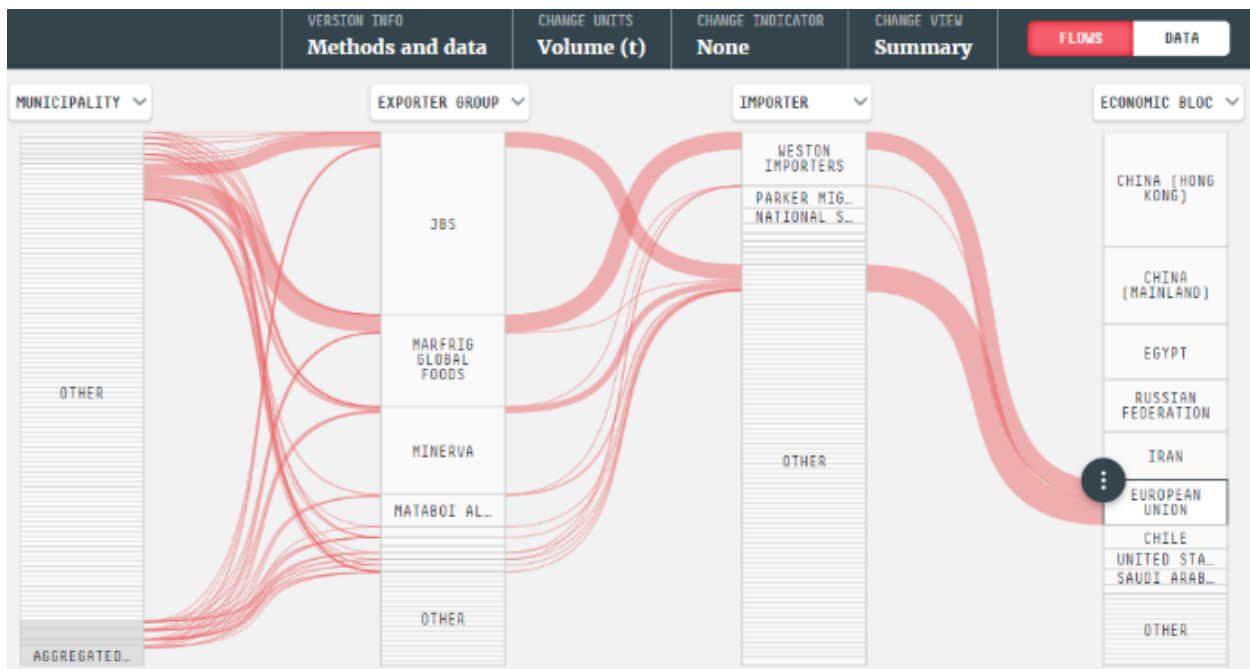 VERSION INFO
Methods and data
CHANGE UNITS
Volume (t)
CHANGE INDICATOR
None
CHANGE VIEW
Summary
FLOWS
DATA
MUNICIPALITY
EXPORTER GROUP
IMPORTER
ECONOMIC BLOC
OTHER
AGGREGATED…
JBS
MARFRIG
GLOBAL
FOODS
MINERVA
MATABOI AL…
OTHER
WESTON
IMPORTERS
PARKER MIG…
NATIONAL S…
OTHER
CHINA (HONG
KONG)
CHINA
(MAINLAND)
EGYPT
RUSSIAN
FEDERATION
IRAN
EUROPEAN
UNION
CHILE
UNITED STA…
SAUDI ARAB…
OTHER